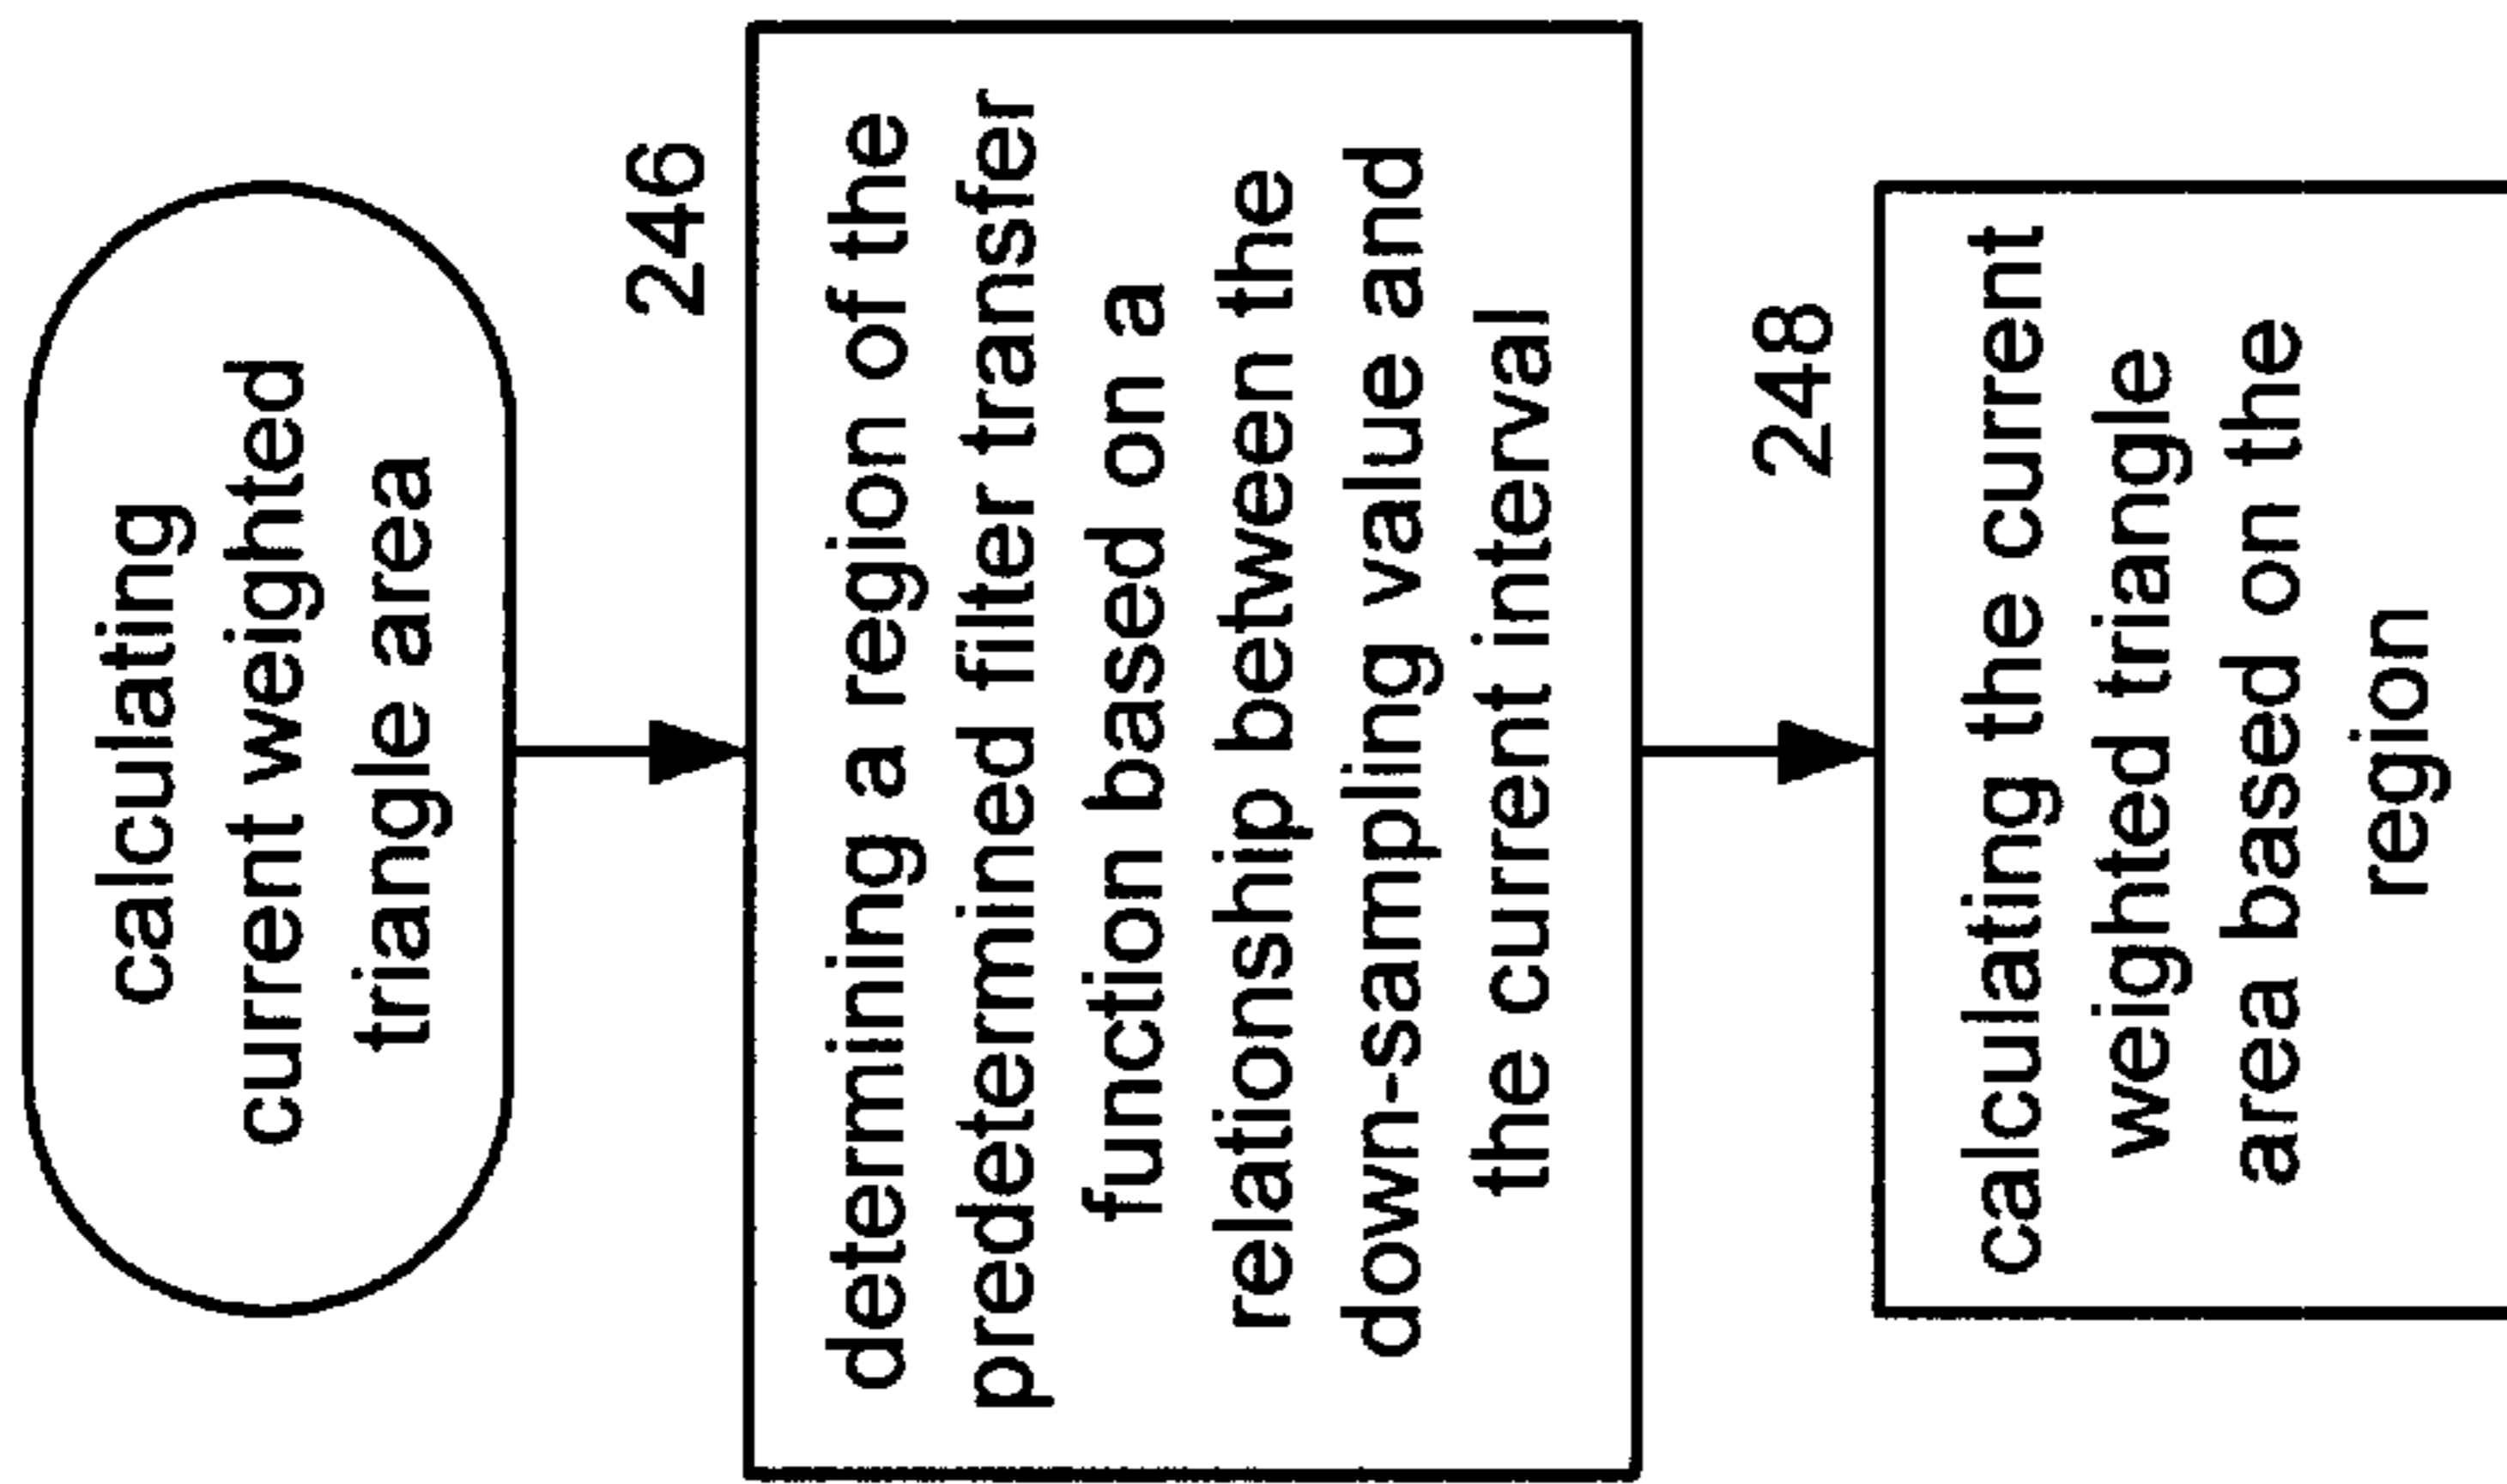 calculating
current weighted
triangle area
246
determining a region of the
predetermined filter transfer
function based on a
relationship between the
down-sampling value and
the current interval
248
calculating the current
weighted triangle
area based on the
region